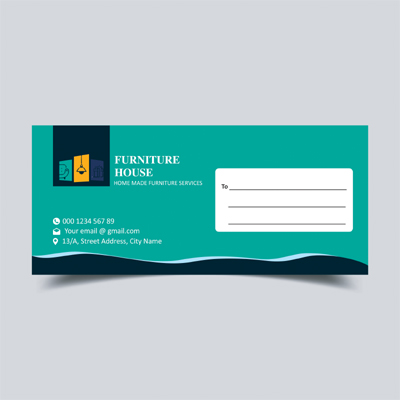 FURNITURE
HOUSE
HOME MADE FURNITURE SERVICES
To
000 1234 567 89
Your email @ gmail.com
13/A, Street Address, City Name